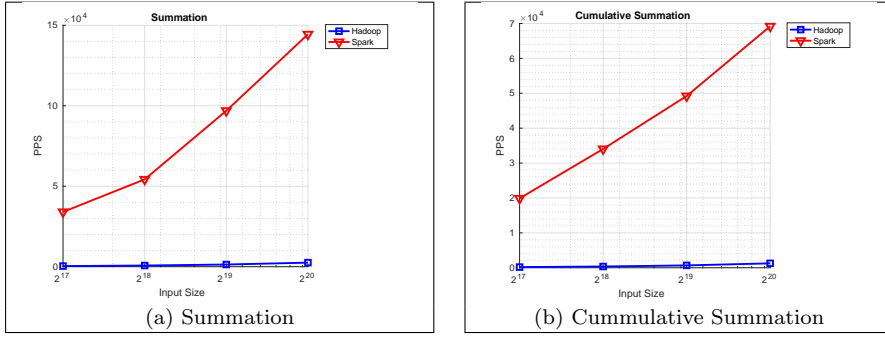 Summation
×10⁴
15
10
5
0
PPS
2¹⁷
2¹⁸
2¹⁹
2²⁰
Input Size
Hadoop
Spark
(a) Summation
Cumulative Summation
×10⁴
7
6
5
4
3
2
1
0
PPS
2¹⁷
2¹⁸
2¹⁹
2²⁰
Input Size
Hadoop
Spark
(b) Cummulative Summation